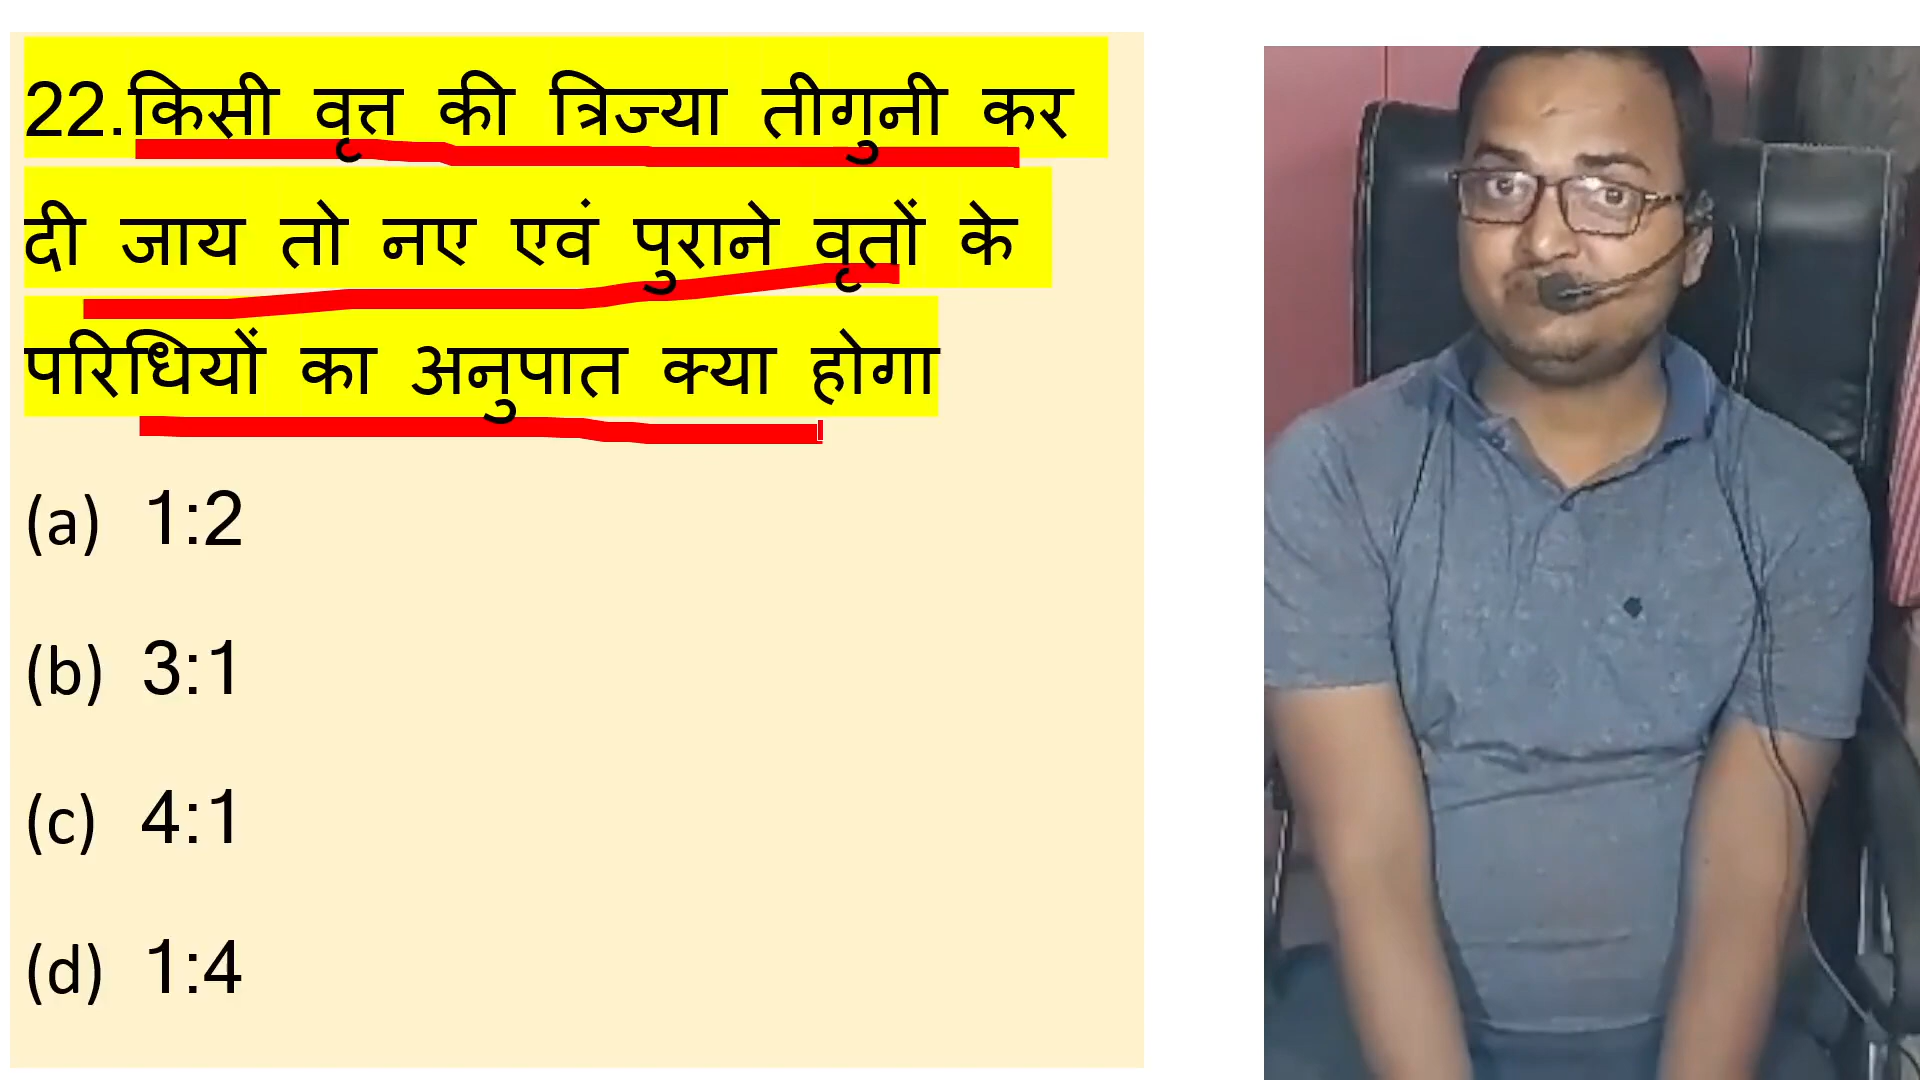 22.किसी वृत्त की त्रिज्या तीगुनी कर
दी जाय तो नए एवं पुराने वृतों के
परिधियों का अनुपात क्या होगा
(a) 1:2
(b) 3:1
(c) 4:1
(d) 1:4